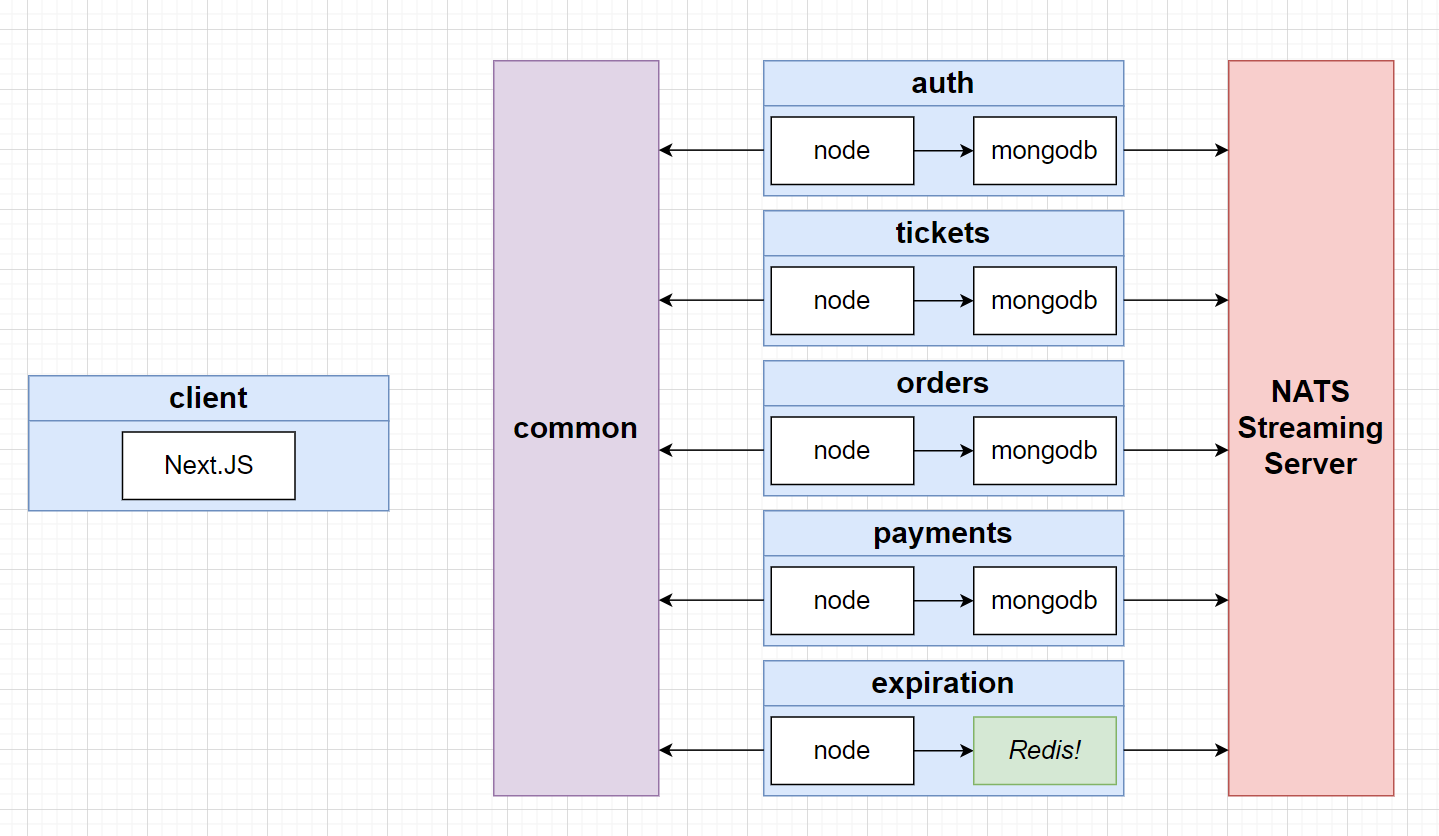 client
Next.JS
common
auth
node
mongodb
tickets
node
mongodb
orders
node
mongodb
payments
node
mongodb
expiration
node
Redis!
NATS
Streaming
Server